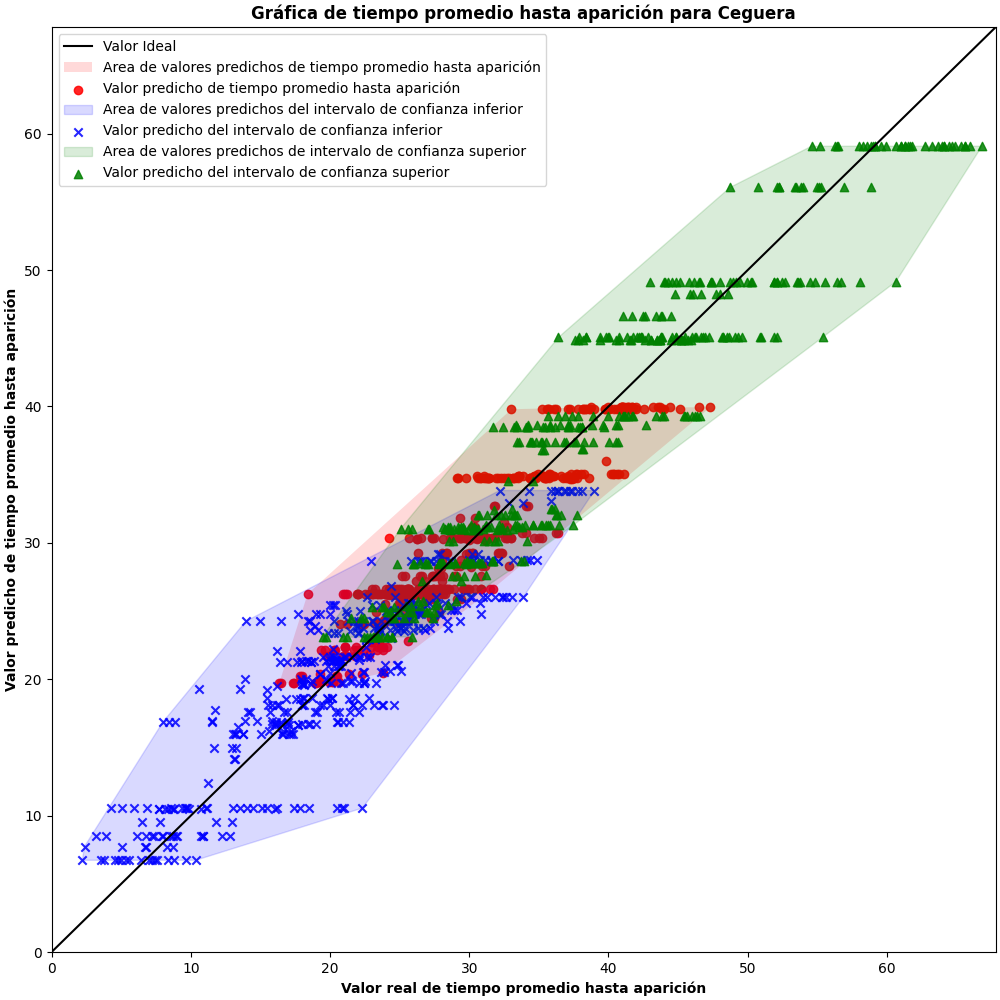 Gráfica de tiempo promedio hasta aparición para Ceguera
Valor Ideal
Area de valores predichos de tiempo promedio hasta aparición
Valor predicho de tiempo promedio hasta aparición
Area de valores predichos del intervalo de confianza inferior
Valor predicho del intervalo de confianza inferior
Area de valores predichos de intervalo de confianza superior
Valor predicho del intervalo de confianza superior
Valor predicho de tiempo promedio hasta aparición
60
50
40
30
20
10
0
0 10 20 30 40 50 60
Valor real de tiempo promedio hasta aparición